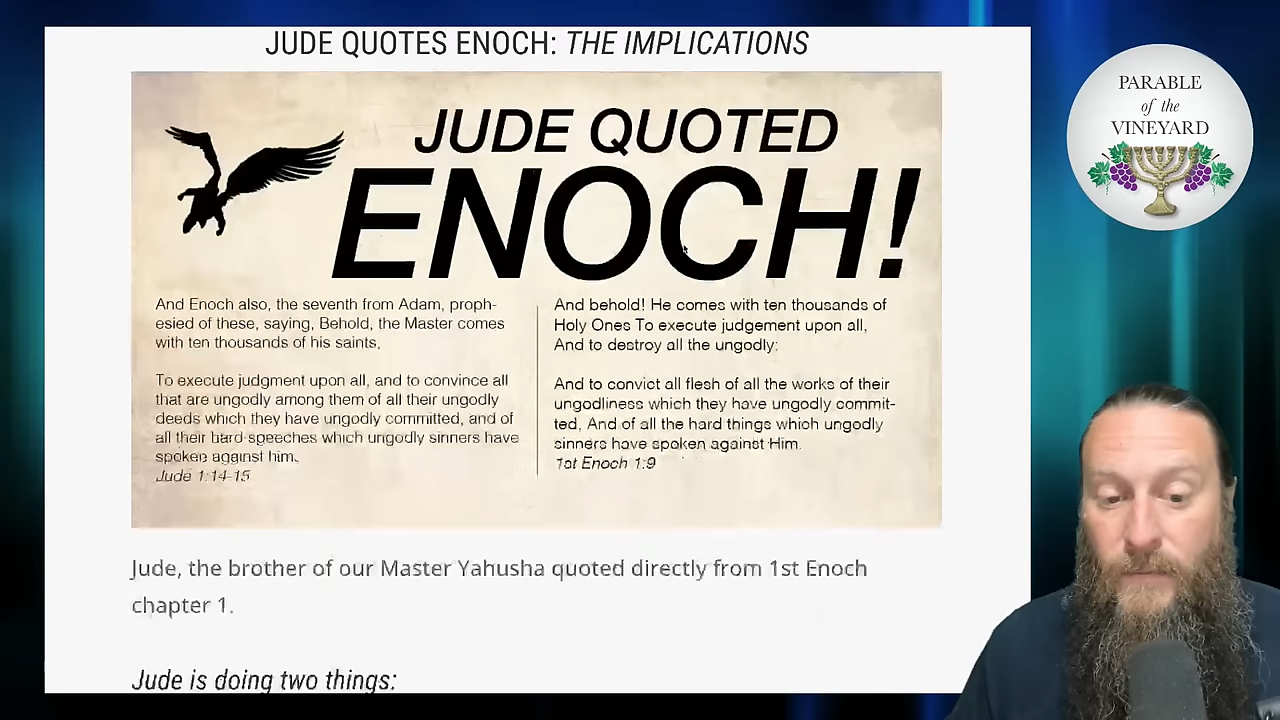 JUDE QUOTES ENOCH: THE IMPLICATIONS
JUDE QUOTED
ENOCH!
And Enoch also, the seventh from Adam, proph-
esied of these, saying, Behold, the Master comes
with ten thousands of his saints,
To execute judgment upon all, and to convince all
that are ungodly among them of all their ungodly
deeds which they have ungodly committed, and of
all their hard speeches which ungodly sinners have
spoken against him.
Jude 1:14-15
And behold! He comes with ten thousands of
Holy Ones To execute judgement upon all,
And to destroy all the ungodly:
And to convict all flesh of all the works of their
ungodliness which they have ungodly commit-
ted, And of all the hard things which ungodly
sinners have spoken against Him.
1st Enoch 1:9
Jude, the brother of our Master Yahusha quoted directly from 1st Enoch
chapter 1.
Jude is doing two things:
PARABLE
of the
VINEYARD